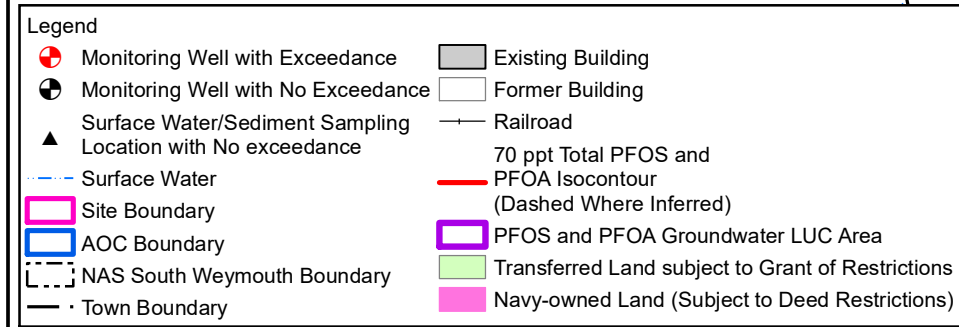 Legend
Monitoring Well with Exceedance
Monitoring Well with No Exceedance
Surface Water/Sediment Sampling
Location with No exceedance
Surface Water
Site Boundary
AOC Boundary
NAS South Weymouth Boundary
Town Boundary
Existing Building
Former Building
Railroad
70 ppt Total PFOS and
PFOA Isocontour
(Dashed Where Inferred)
PFOS and PFOA Groundwater LUC Area
Transferred Land subject to Grant of Restrictions
Navy-owned Land (Subject to Deed Restrictions)